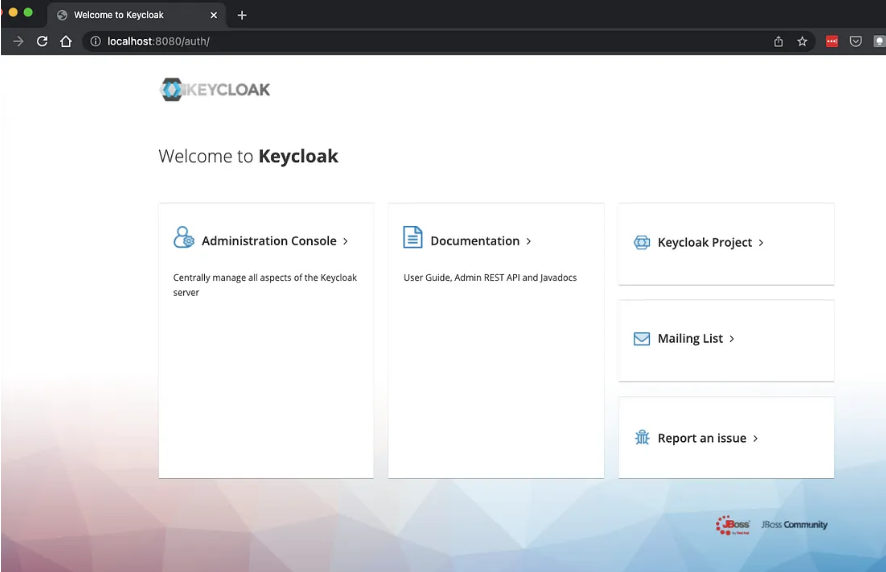 Welcome to Keycloak
localhost:8080/auth/
KEYCLOAK
Welcome to Keycloak
Administration Console
Centrally manage all aspects of the Keycloak
server
Documentation
User Guide, Admin REST API and Javadocs
Keycloak Project
Mailing List
Report an issue
JBoss
by Red Hat
JBoss Community